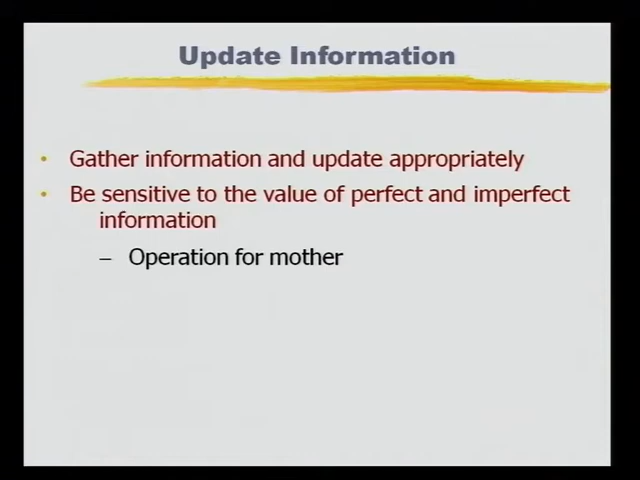 Update Information
• Gather information and update appropriately
• Be sensitive to the value of perfect and imperfect
information
– Operation for mother